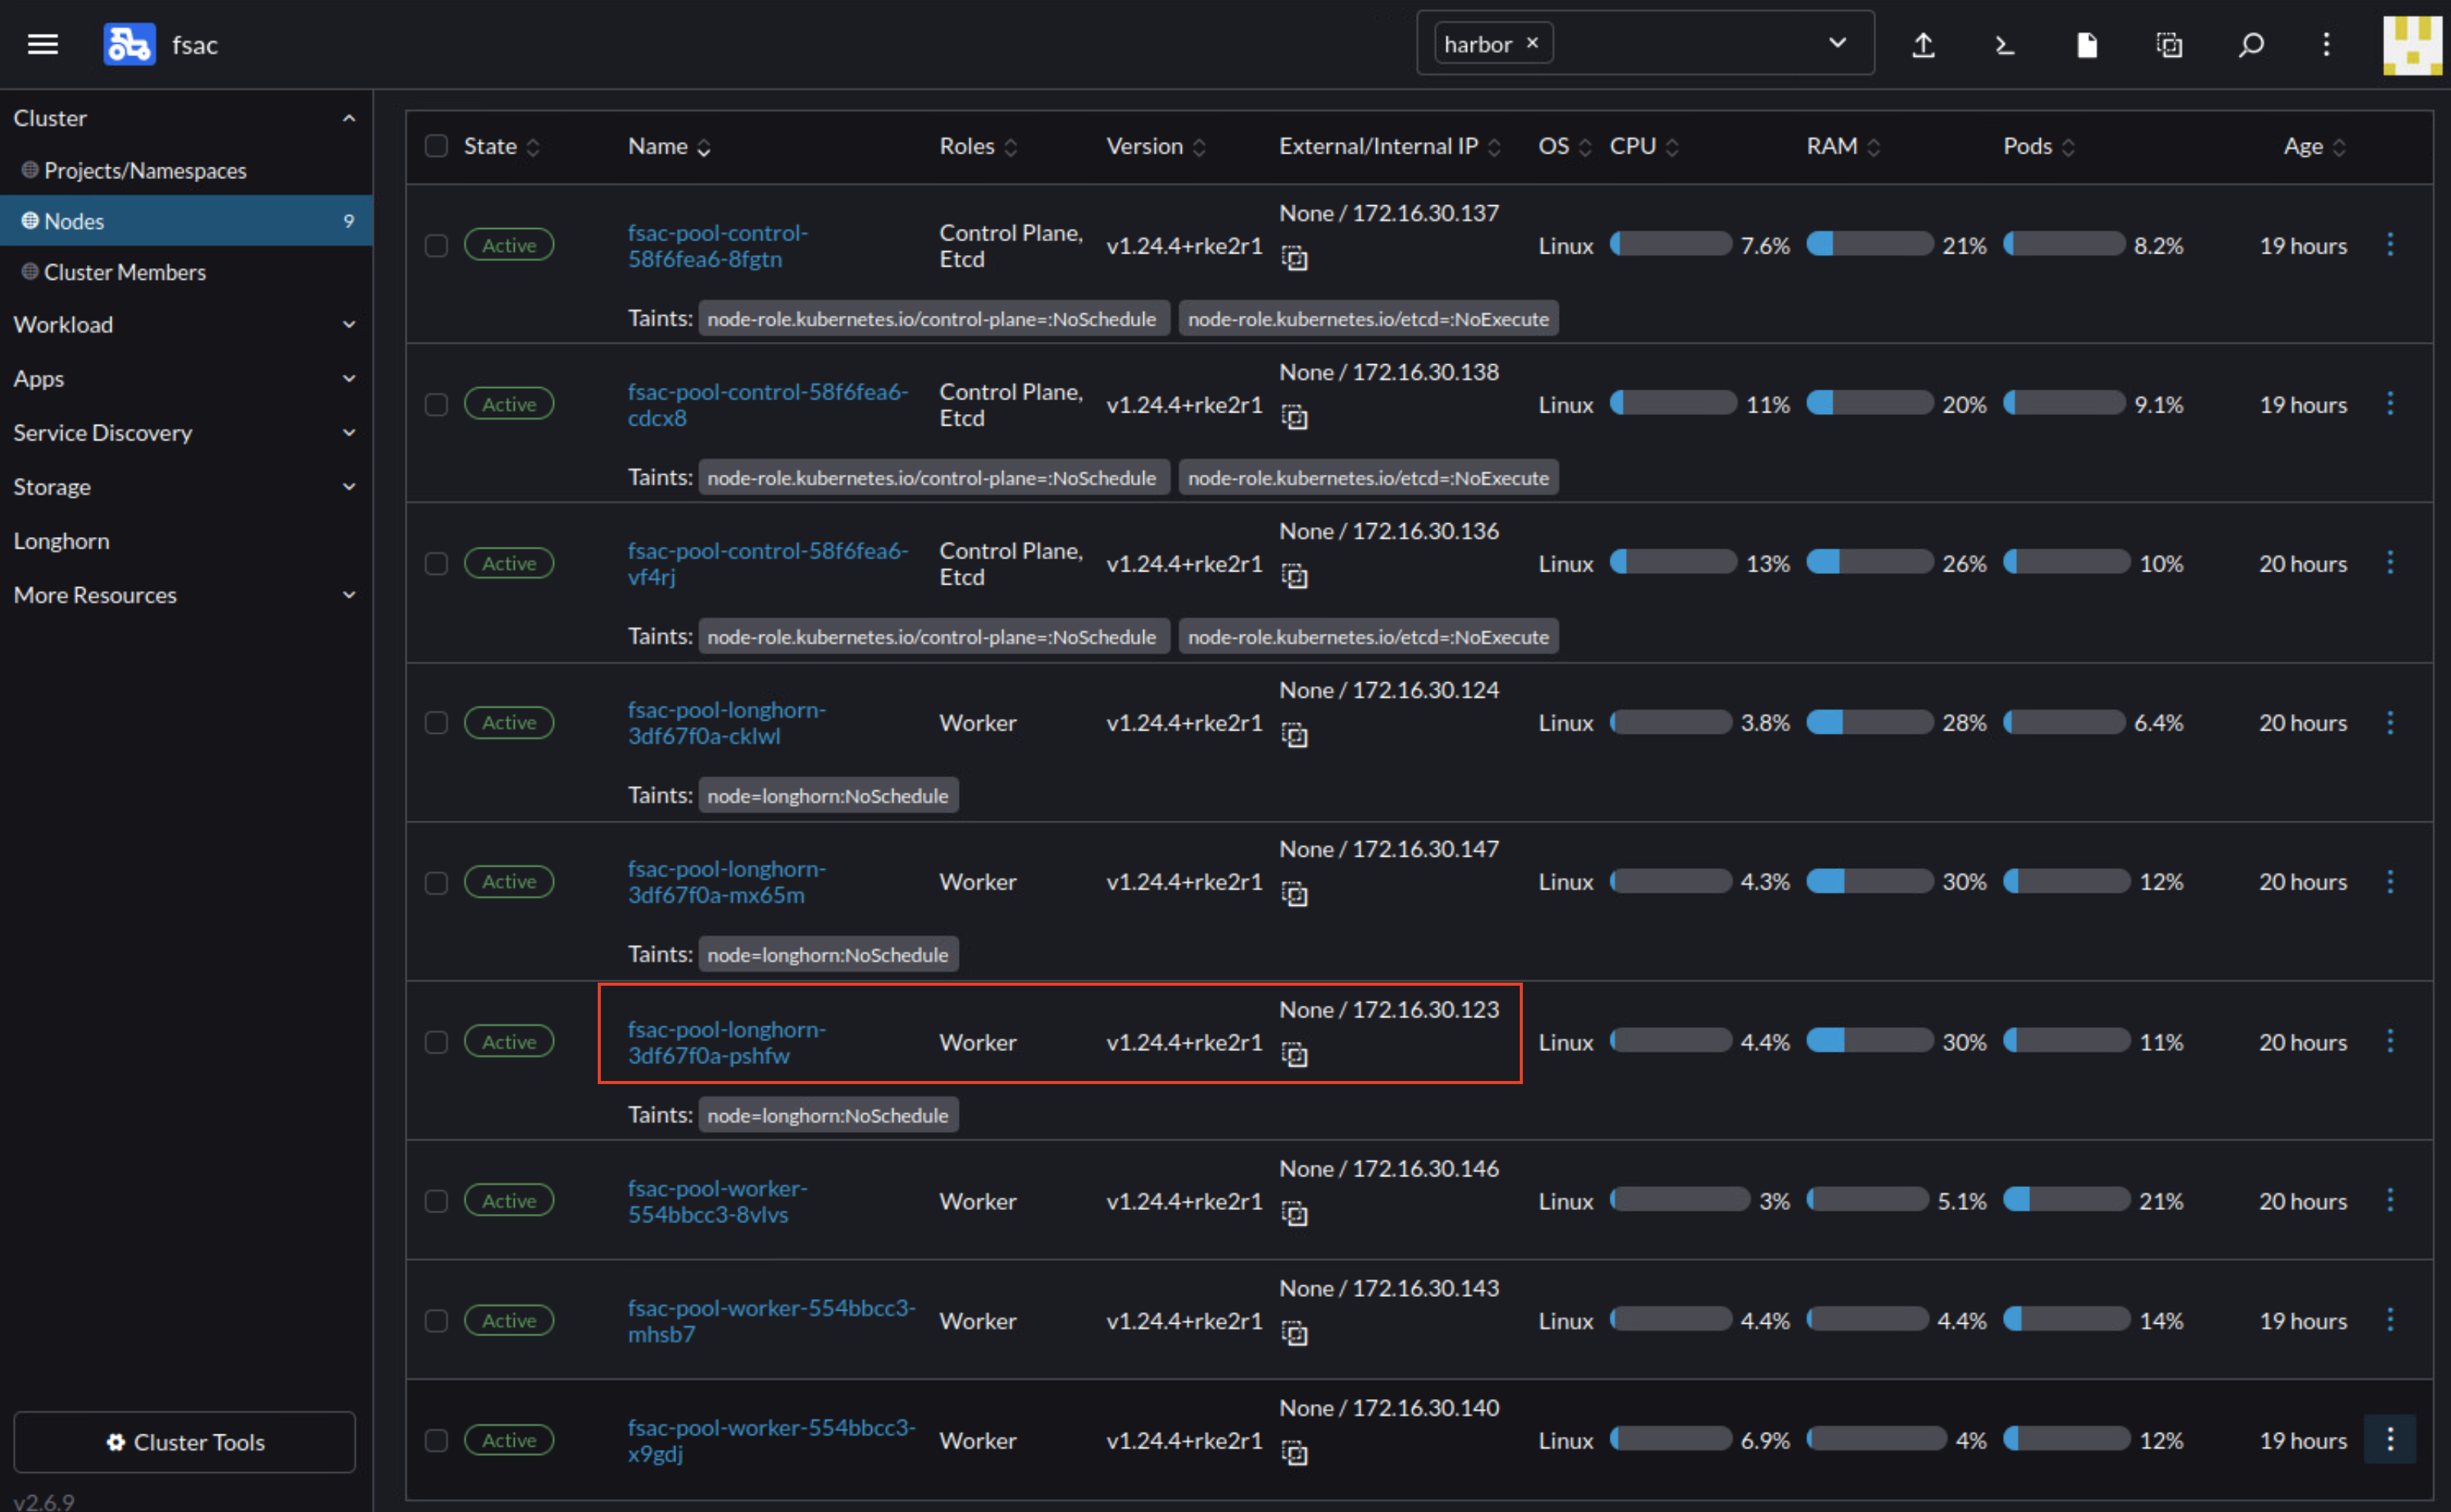 fsac
harbor ×
Cluster
Projects/Namespaces
Nodes 9
Cluster Members
Workload
Apps
Service Discovery
Storage
Longhorn
More Resources
Cluster Tools
v2.6.9
State Name Roles Version External/Internal IP OS CPU RAM Pods Age
None / 172.16.30.137
Active fsac-pool-control- Control Plane, v1.24.4+rke2r1 Linux 7.6% 21% 8.2% 19 hours
58f6fea6-8fgtn Etcd
Taints: node-role.kubernetes.io/control-plane=:NoSchedule node-role.kubernetes.io/etcd=:NoExecute
None / 172.16.30.138
Active fsac-pool-control-58f6fea6- Control Plane, v1.24.4+rke2r1 Linux 11% 20% 9.1% 19 hours
cdcx8 Etcd
Taints: node-role.kubernetes.io/control-plane=:NoSchedule node-role.kubernetes.io/etcd=:NoExecute
None / 172.16.30.136
Active fsac-pool-control-58f6fea6- Control Plane, v1.24.4+rke2r1 Linux 13% 26% 10% 20 hours
vf4rj Etcd
Taints: node-role.kubernetes.io/control-plane=:NoSchedule node-role.kubernetes.io/etcd=:NoExecute
None / 172.16.30.124
Active fsac-pool-longhorn- Worker v1.24.4+rke2r1 Linux 3.8% 28% 6.4% 20 hours
3df67f0a-cklwl
Taints: node=longhorn:NoSchedule
None / 172.16.30.147
Active fsac-pool-longhorn- Worker v1.24.4+rke2r1 Linux 4.3% 30% 12% 20 hours
3df67f0a-mx65m
Taints: node=longhorn:NoSchedule
None / 172.16.30.123
Active fsac-pool-longhorn- Worker v1.24.4+rke2r1 Linux 4.4% 30% 11% 20 hours
3df67f0a-pshfw
Taints: node=longhorn:NoSchedule
None / 172.16.30.146
Active fsac-pool-worker- Worker v1.24.4+rke2r1 Linux 3% 5.1% 21% 20 hours
554bbcc3-8vlvs
None / 172.16.30.143
Active fsac-pool-worker-554bbcc3- Worker v1.24.4+rke2r1 Linux 4.4% 4.4% 14% 19 hours
mhsb7
None / 172.16.30.140
Active fsac-pool-worker-554bbcc3- Worker v1.24.4+rke2r1 Linux 6.9% 4% 12% 19 hours
x9gdj